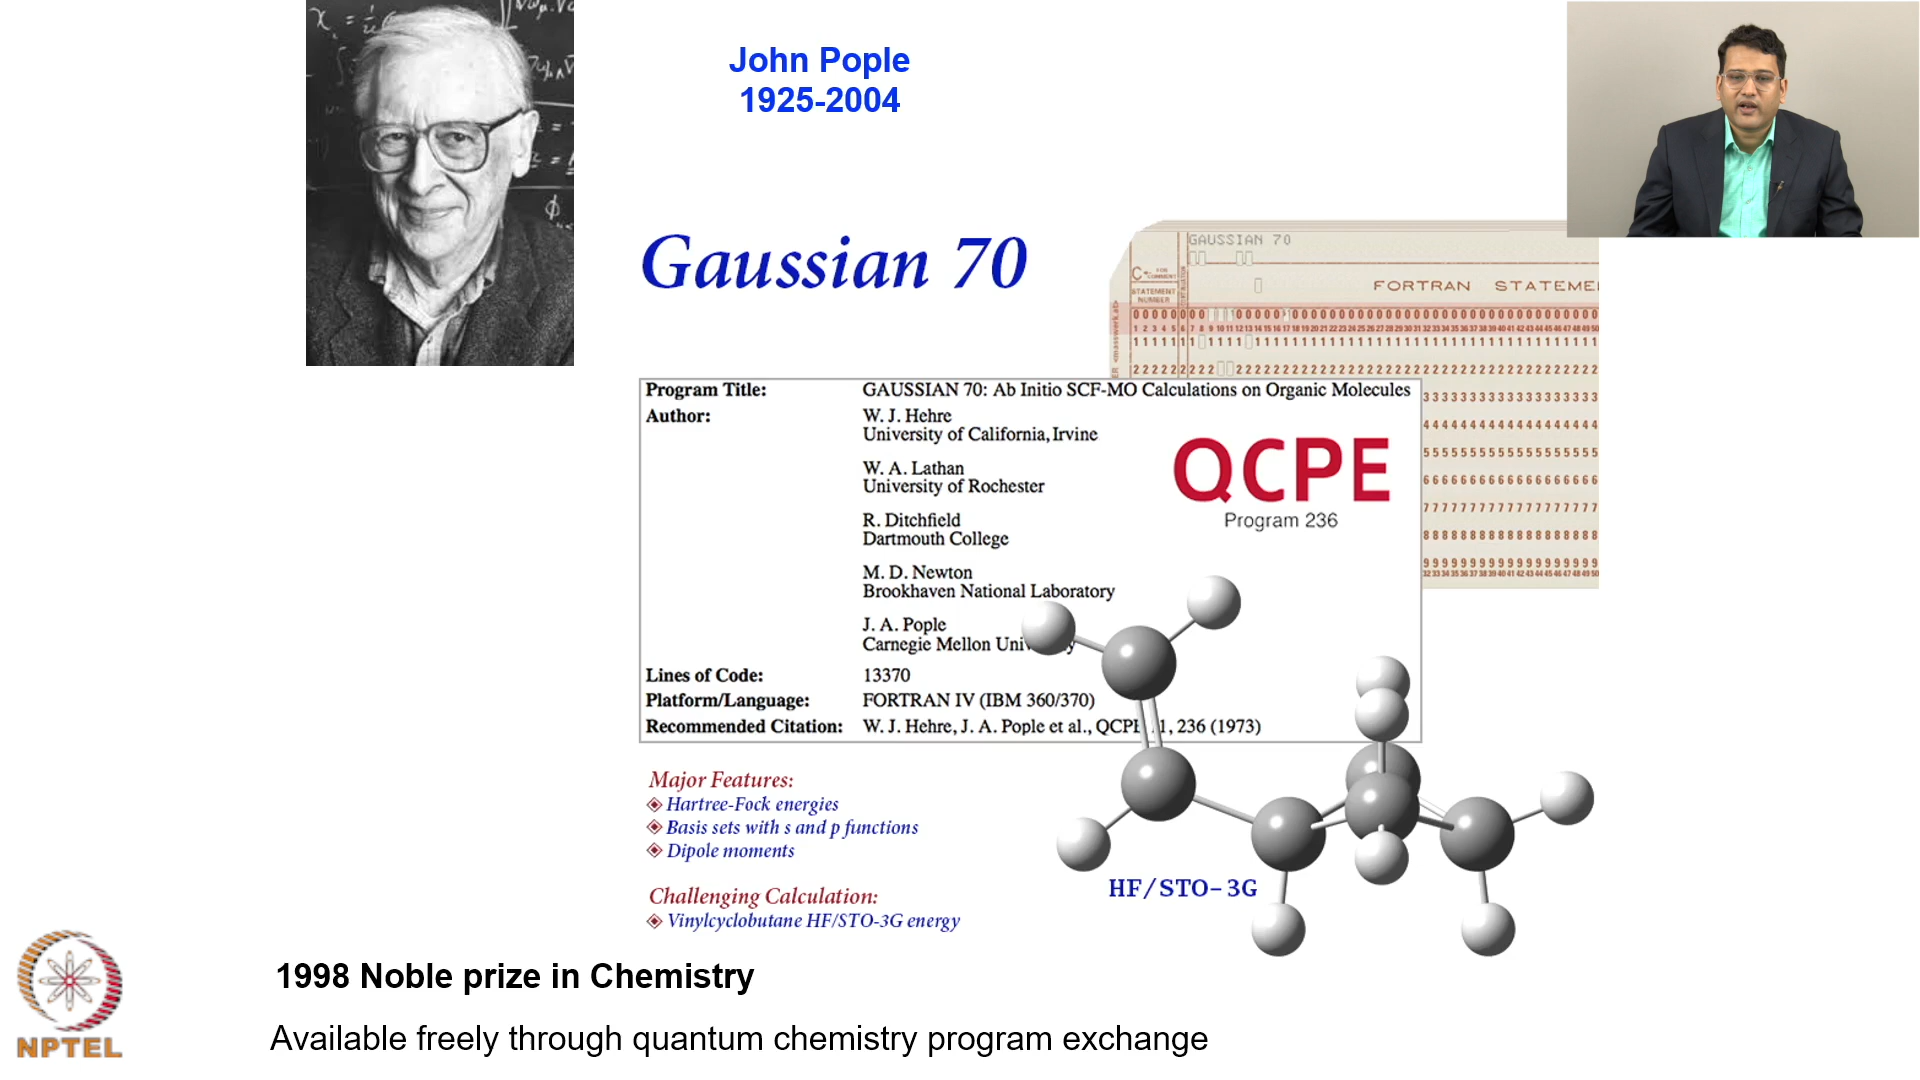 John Pople
1925-2004
Gaussian 70
GAUSSIAN 70
C
FOR COMMENT
STATEMENT NUMBER
FORTRAN STATEME
Program Title: GAUSSIAN 70: Ab Initio SCF-MO Calculations on Organic Molecules
Author: W. J. Hehre
University of California, Irvine
W. A. Lathan
University of Rochester
R. Ditchfield
Dartmouth College
M. D. Newton
Brookhaven National Laboratory
J. A. Pople
Carnegie Mellon Uni
QCPE
Program 236
Lines of Code: 13370
Platform/Language: FORTRAN IV (IBM 360/370)
Recommended Citation: W. J. Hehre, J. A. Pople et al., QCPE 1, 236 (1973)
Major Features:
Hartree-Fock energies
Basis sets with s and p functions
Dipole moments
Challenging Calculation:
Vinylcyclobutane HF/STO-3G energy
HF/STO-3G
1998 Noble prize in Chemistry
Available freely through quantum chemistry program exchange
NPTEL